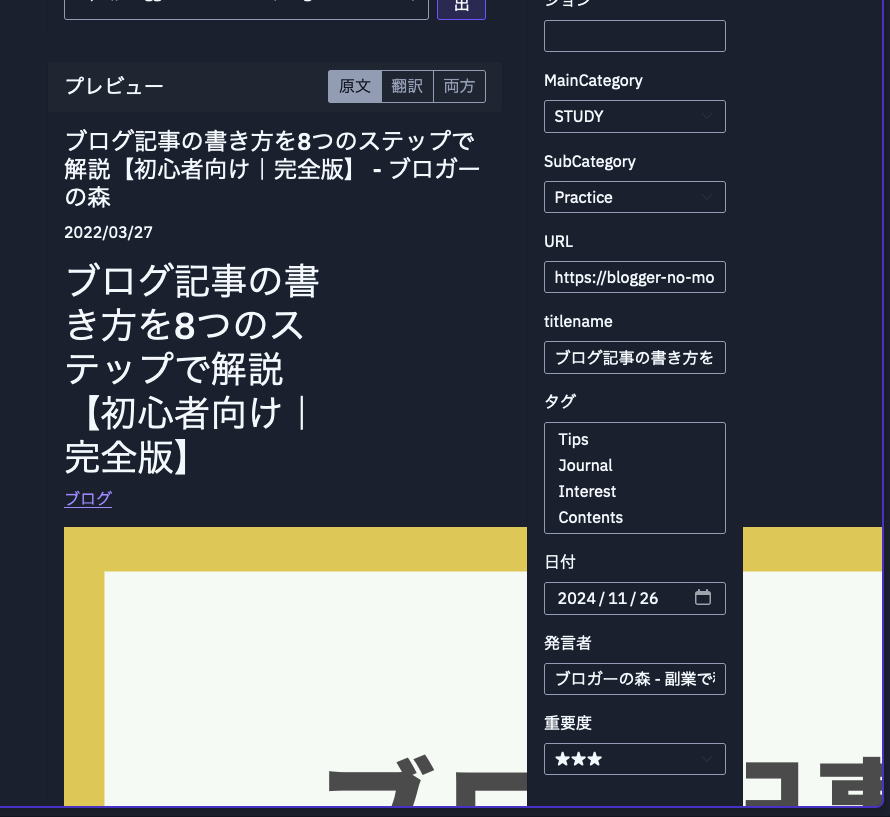 出
プレビュー
原文
翻訳
両方
ブログ記事の書き方を8つのステップで
解説【初心者向け｜完全版】 - ブロガー
の森
2022/03/27
ブログ記事の書
き方を8つのス
テップで解説
【初心者向け｜
完全版】
ブログ
ション
MainCategory
STUDY
SubCategory
Practice
URL
https://blogger-no-mo
titlename
ブログ記事の書き方を
タグ
Tips
Journal
Interest
Contents
日付
2024 / 11 / 26
発言者
ブロガーの森 - 副業で
重要度
★★★